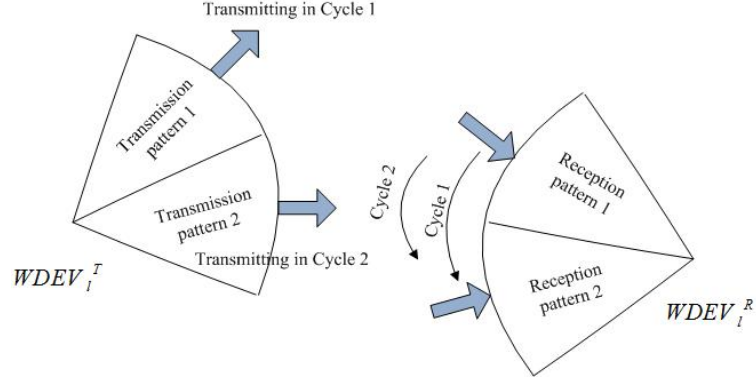 Transmitting in Cycle 1
Transmission
pattern 1
Transmission
pattern 2
Transmitting in Cycle 2
WDEV_l^T
Cycle 2
Cycle 1
Reception
pattern 1
Reception
pattern 2
WDEV_l^R